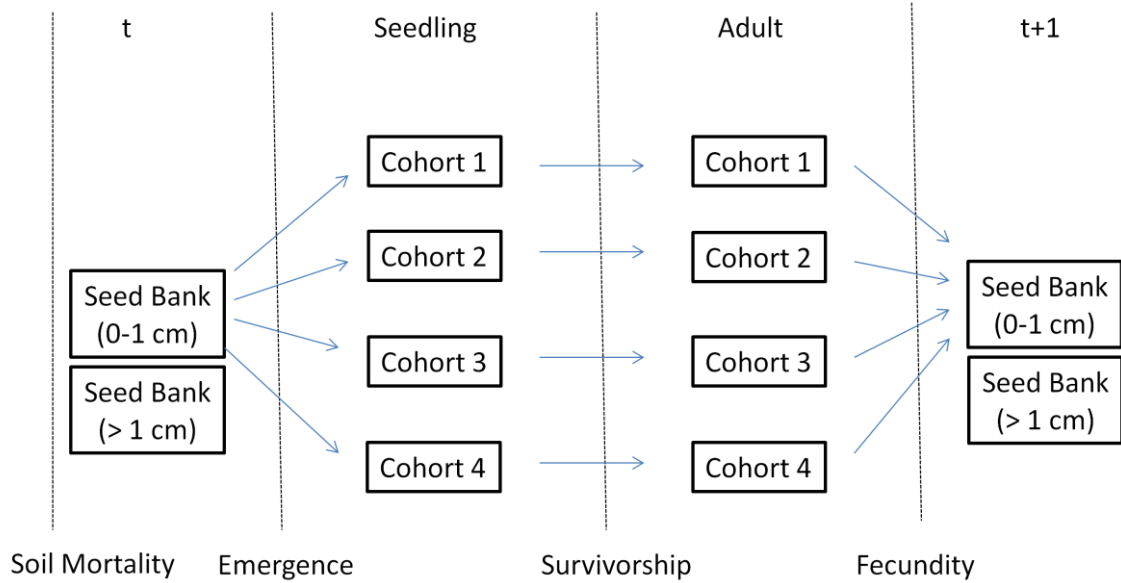 t
Seedling
Adult
t+1
Cohort 1
Cohort 1
Cohort 2
Cohort 2
Seed Bank
(0-1 cm)
Seed Bank
(0-1 cm)
Cohort 3
Cohort 3
Seed Bank
(> 1 cm)
Seed Bank
(> 1 cm)
Cohort 4
Cohort 4
Soil Mortality
Emergence
Survivorship
Fecundity